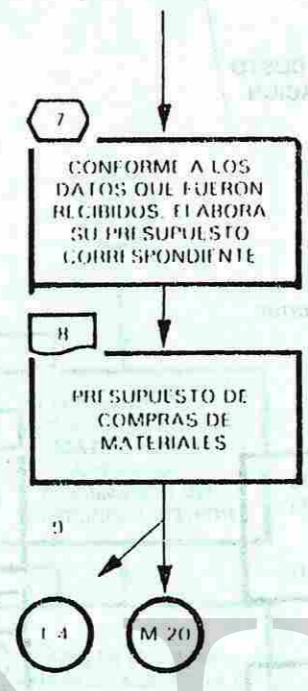 7
CONFORME A LOS
DATOS QUE FUERON
RECIBIDOS, ELABORA
SU PRESUPUESTO
CORRESPONDIENTE
8
PRESUPUESTO DE
COMPRAS DE
MATERIALES
9
M-20